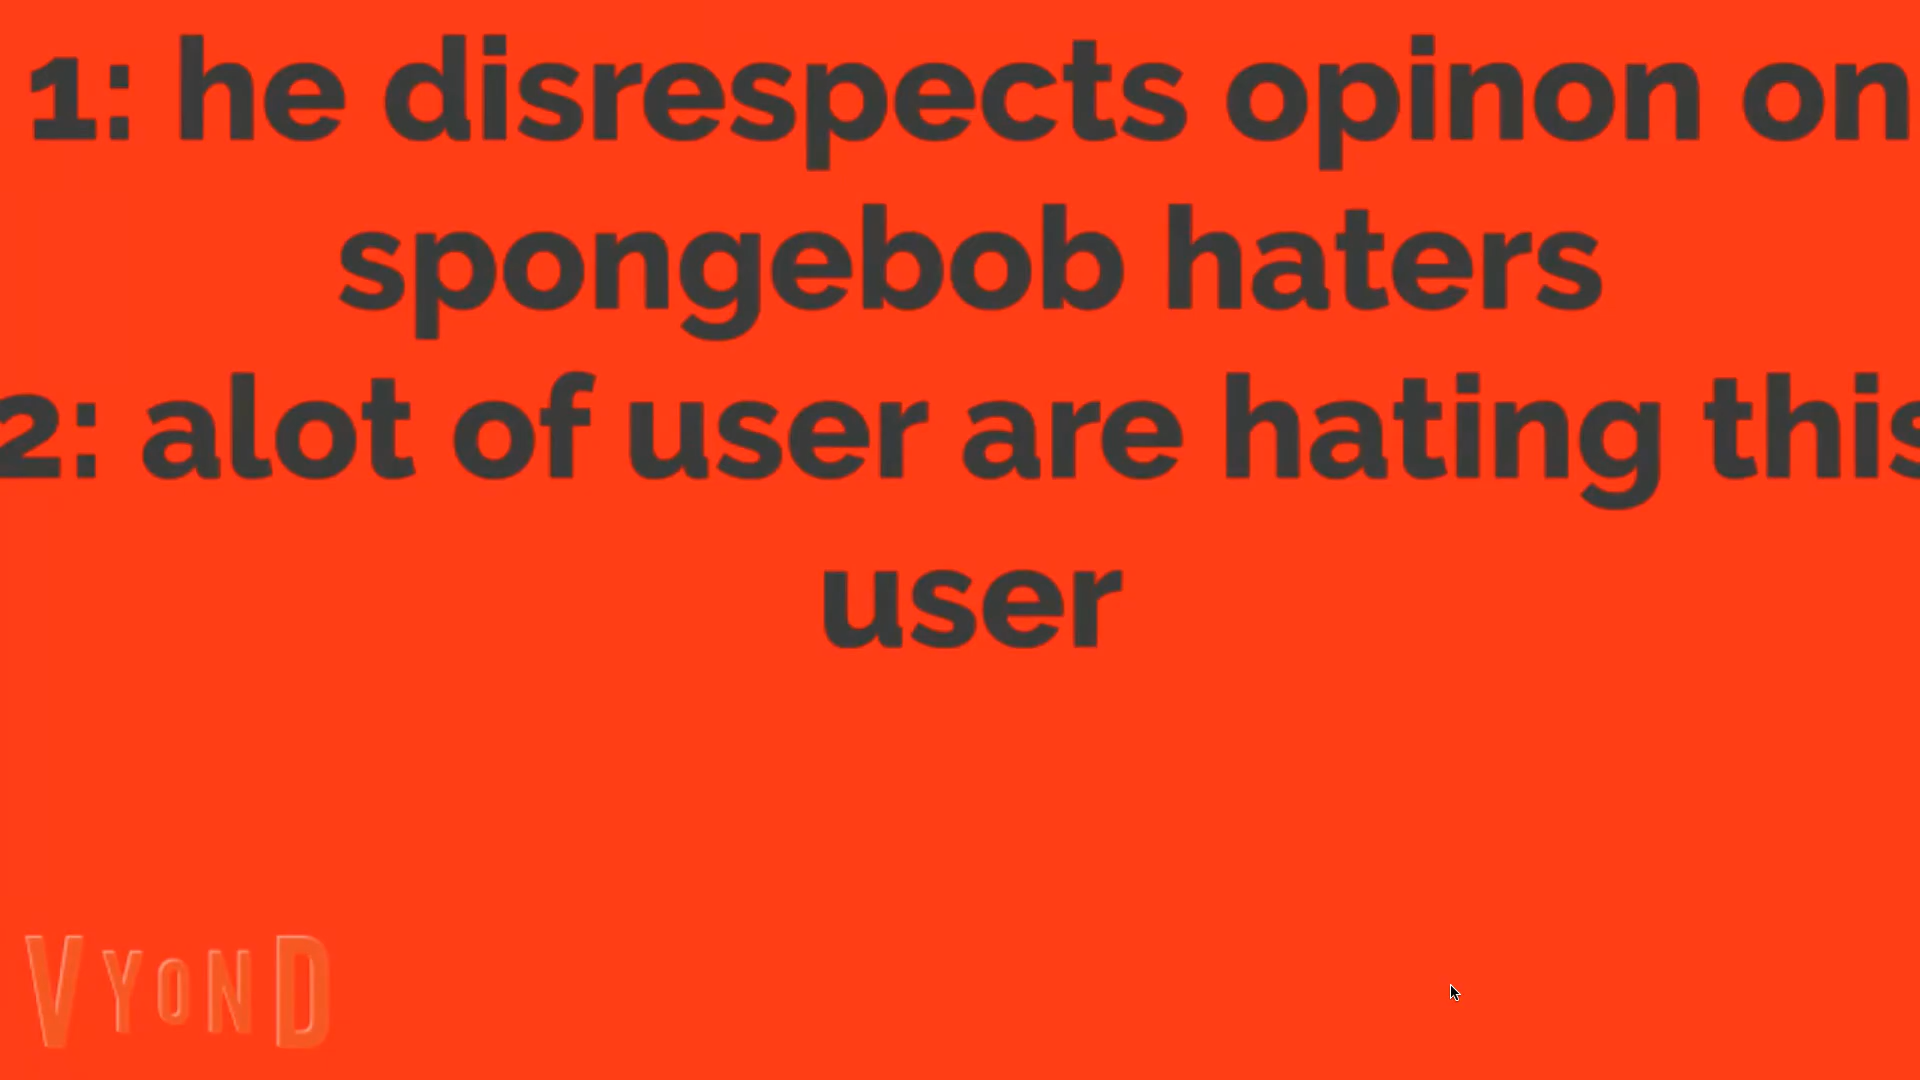 1: he disrespects opinon on
spongebob haters
2: alot of user are hating this
user
VYOND